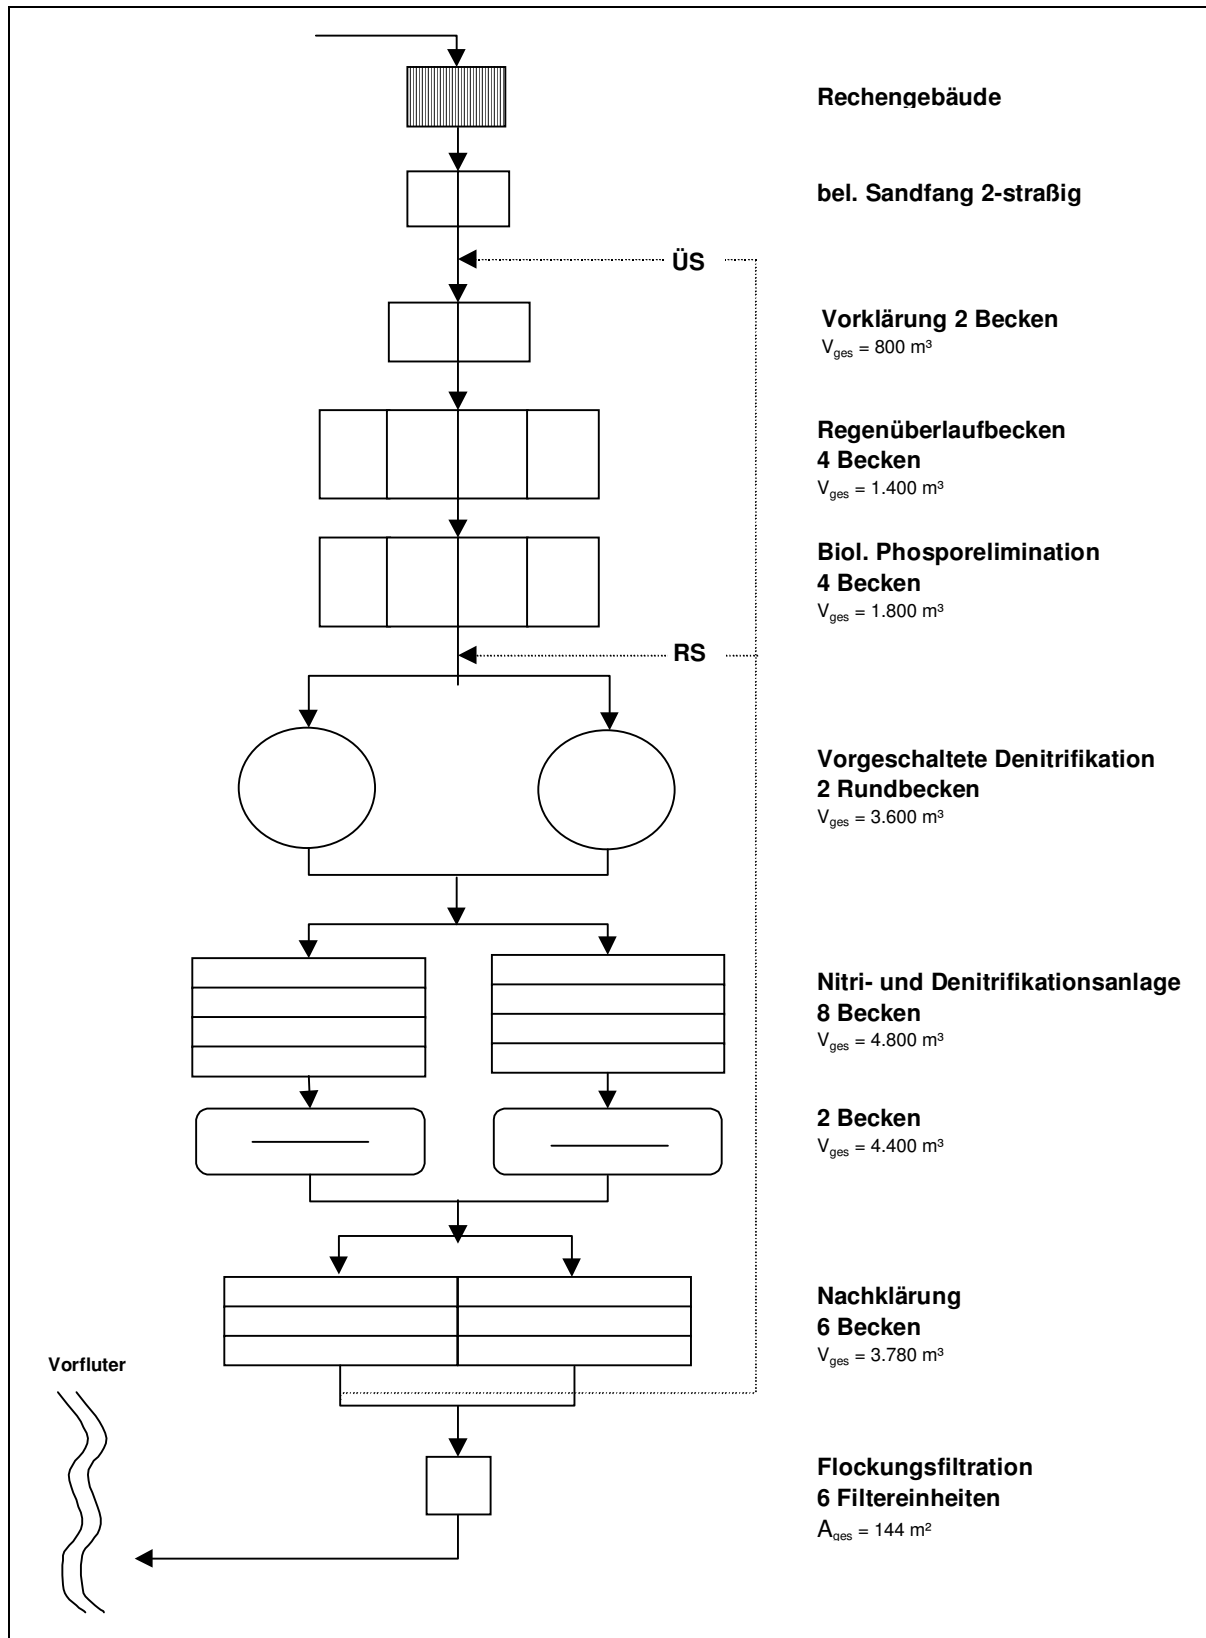 Rechengebäude
bel. Sandfang 2-straßig
ÜS
Vorklärung 2 Becken
Vges = 800 m³
Regenüberlaufbecken
4 Becken
Vges = 1.400 m³
Biol. Phosporelimination
4 Becken
Vges = 1.800 m³
RS
Vorgeschaltete Denitrifikation
2 Rundbecken
Vges = 3.600 m³
Nitri- und Denitrifikationsanlage
8 Becken
Vges = 4.800 m³
2 Becken
Vges = 4.400 m³
Nachklärung
6 Becken
Vges = 3.780 m³
Vorfluter
Flockungsfiltration
6 Filtereinheiten
Ages = 144 m²